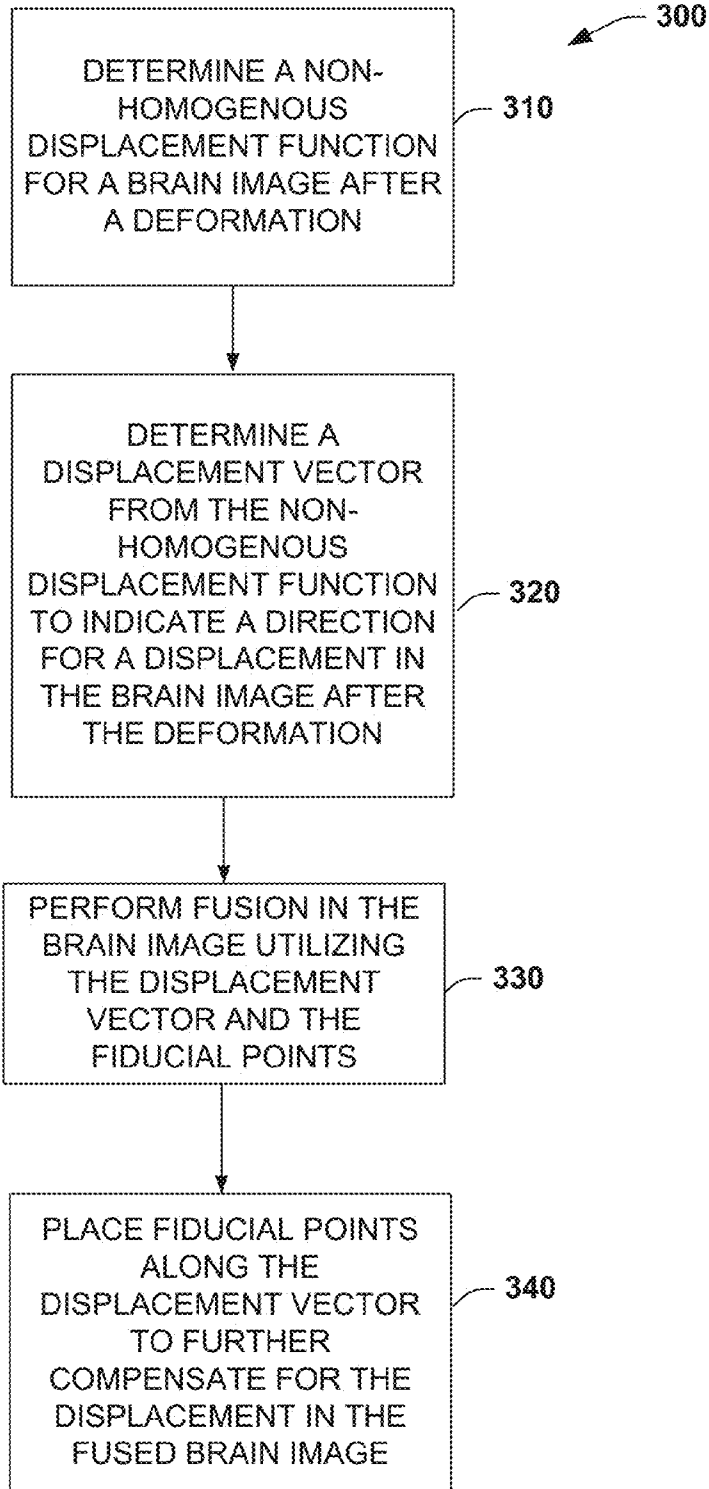 300
DETERMINE A NON-
HOMOGENOUS
DISPLACEMENT FUNCTION
FOR A BRAIN IMAGE AFTER
A DEFORMATION
310
DETERMINE A
DISPLACEMENT VECTOR
FROM THE NON-
HOMOGENOUS
DISPLACEMENT FUNCTION
TO INDICATE A DIRECTION
FOR A DISPLACEMENT IN
THE BRAIN IMAGE AFTER
THE DEFORMATION
320
PERFORM FUSION IN THE
BRAIN IMAGE UTILIZING
THE DISPLACEMENT
VECTOR AND THE
FIDUCIAL POINTS
330
PLACE FIDUCIAL POINTS
ALONG THE
DISPLACEMENT VECTOR
TO FURTHER
COMPENSATE FOR THE
DISPLACEMENT IN THE
FUSED BRAIN IMAGE
340